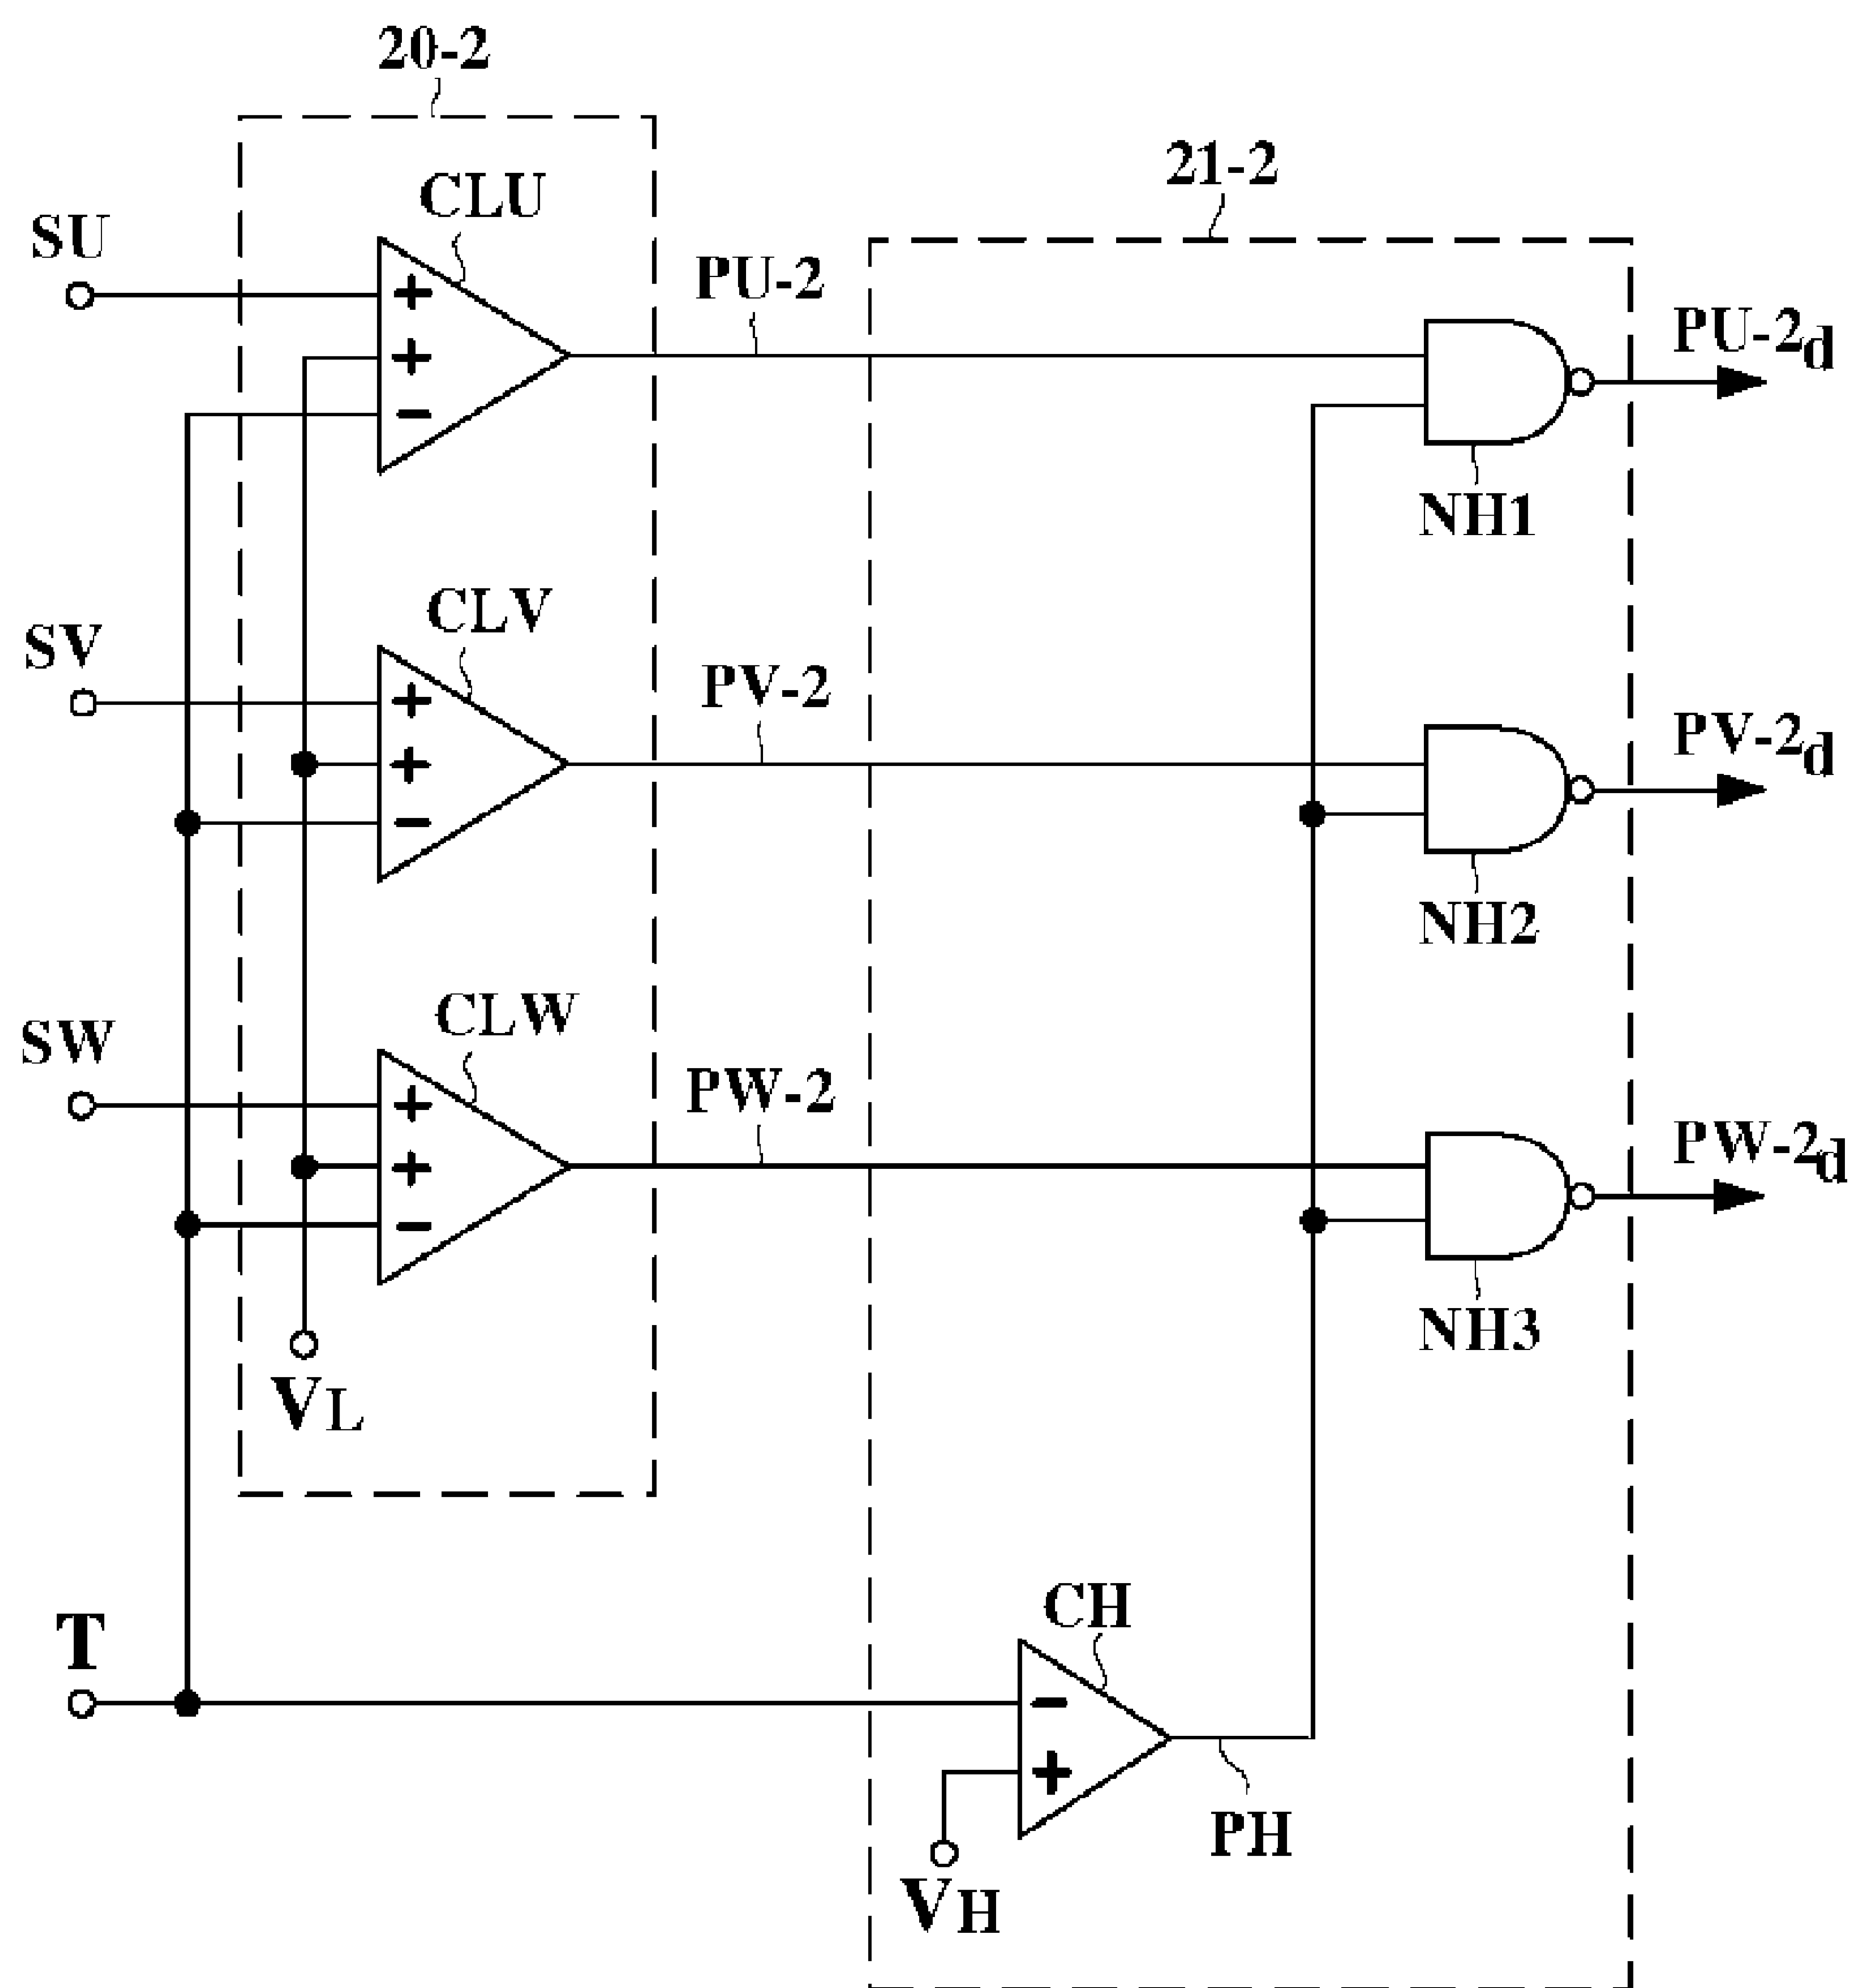 20-2
21-2
CLU
SU
+
+
−
PU-2
PU-2d
NH1
CLV
SV
+
+
−
PV-2
PV-2d
NH2
CLW
SW
+
+
−
PW-2
PW-2d
NH3
VL
T
CH
−
+
PH
VH